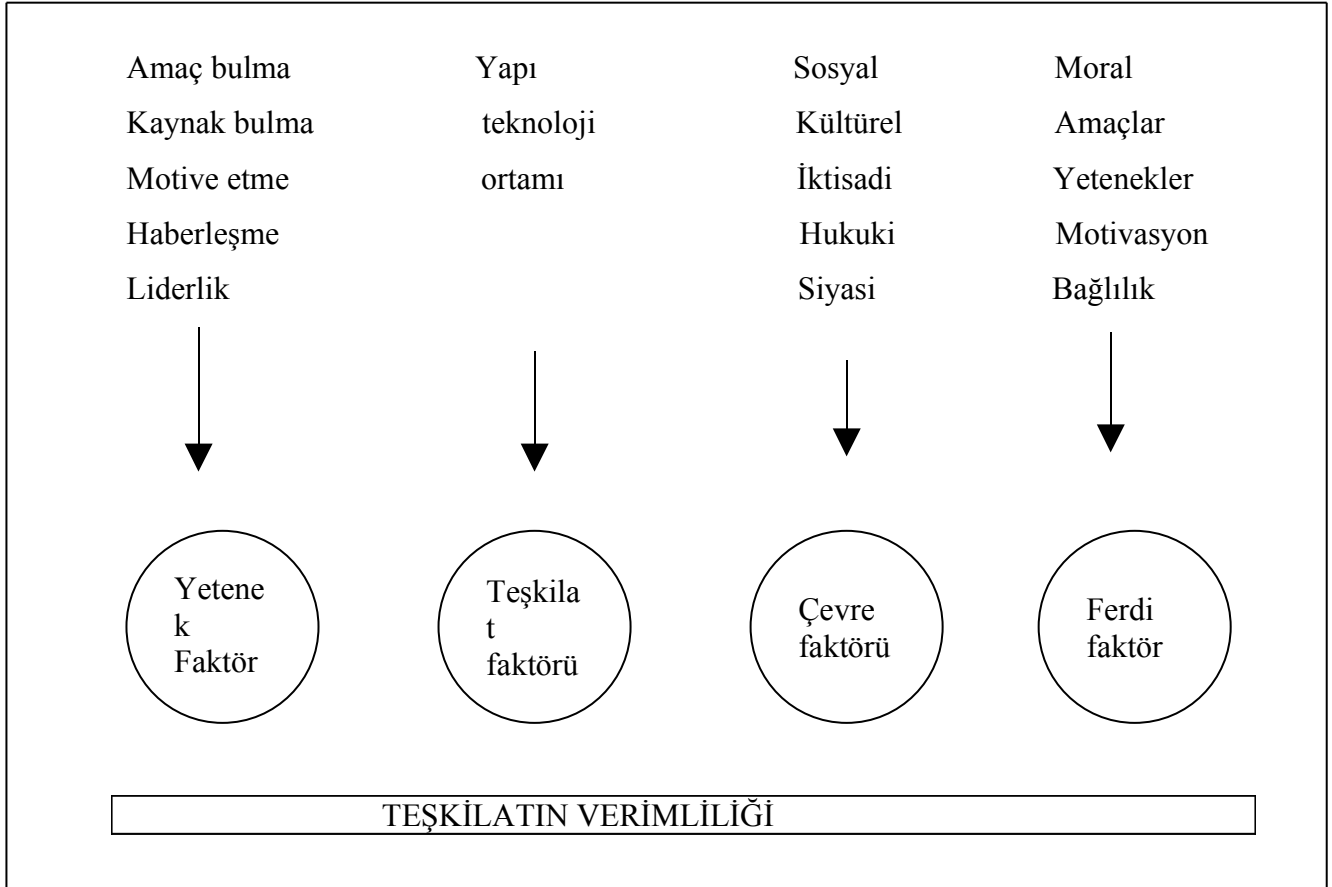 Amaç bulma
Kaynak bulma
Motive etme
Haberleşme
Liderlik
Yapı
teknoloji
ortamı
Sosyal
Kültürel
İktisadi
Hukuki
Siyasi
Moral
Amaçlar
Yetenekler
Motivasyon
Bağlılık
Yetene
k
Faktör
Teşkila
t
faktörü
Çevre
faktörü
Ferdi
faktör
TEŞKİLATIN VERİMLİLİĞİ